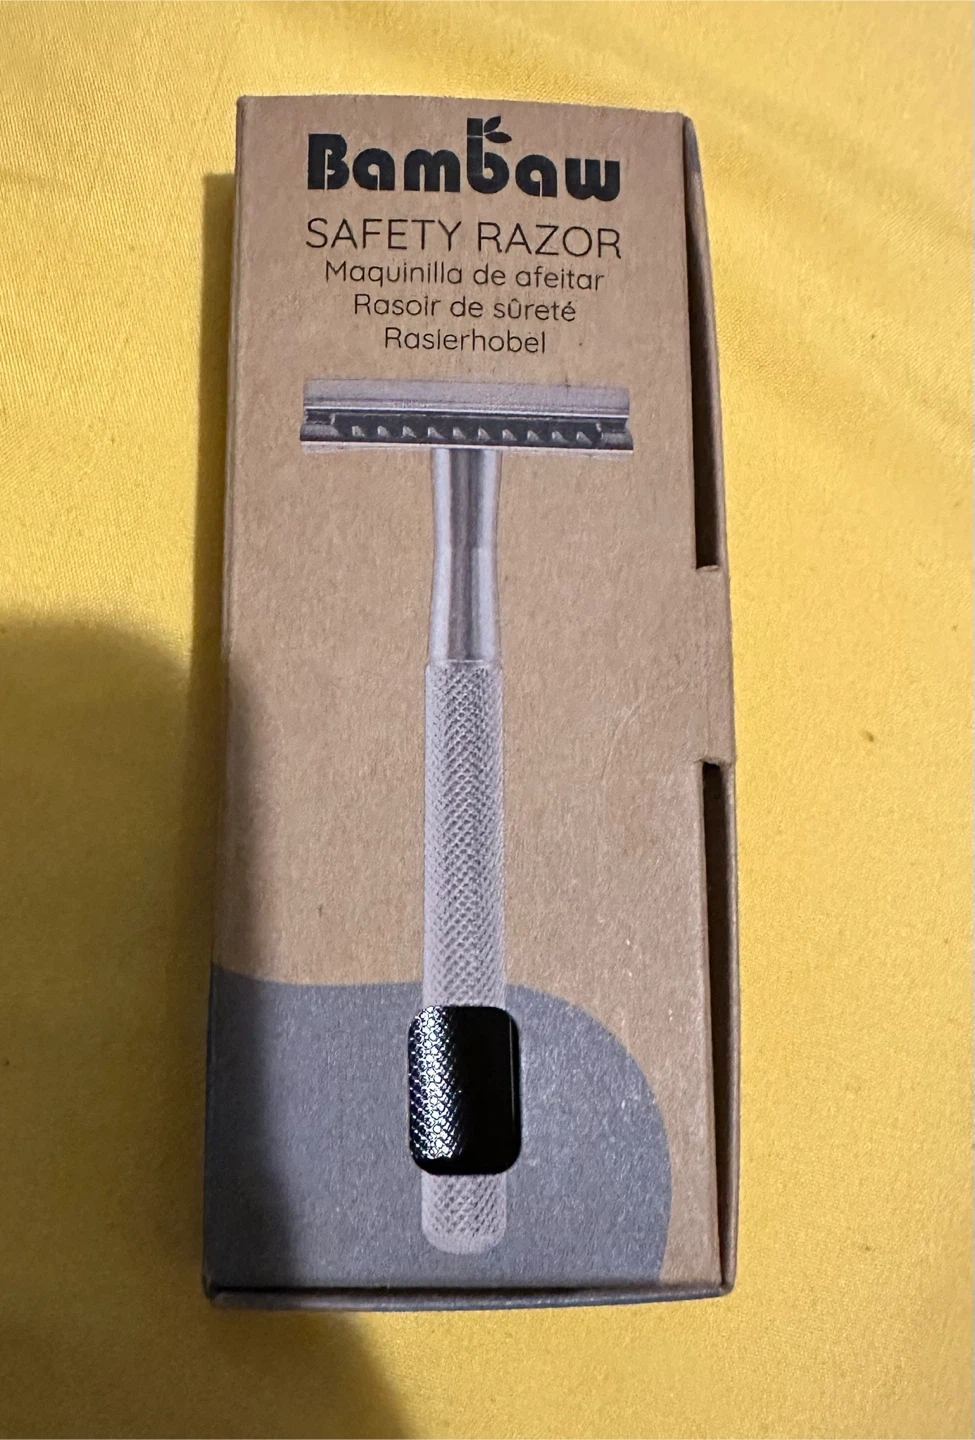 Bambaw
SAFETY RAZOR
Maquinilla de afeitar
Rasoir de sûreté
Rasierhobel